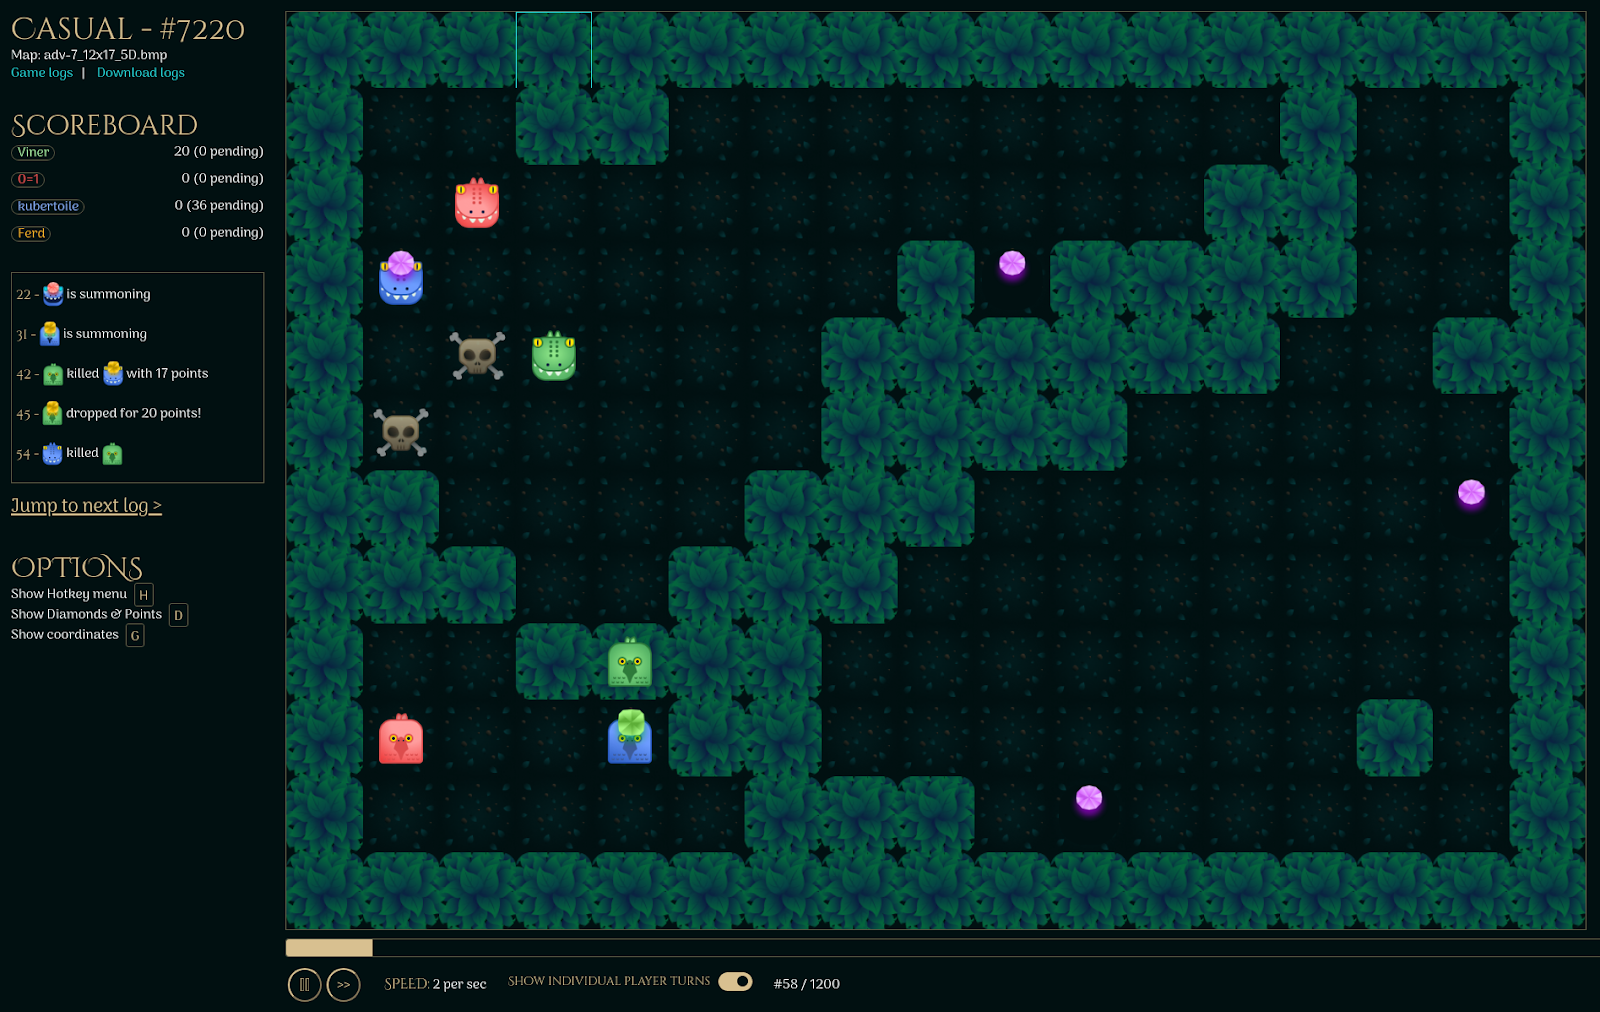 Casual - #7220
Map: adv-7_12x17_5D.bmp
Game logs | Download logs
Scoreboard
Viner 20 (0 pending)
0=1 0 (0 pending)
kubertoile 0 (36 pending)
Ferd 0 (0 pending)
22 - is summoning
31 - is summoning
42 - killed with 17 points
45 - dropped for 20 points!
54 - killed
Jump to next log >
Options
Show Hotkey menu H
Show Diamonds & Points D
Show coordinates G
>> Speed: 2 per sec Show individual player turns #58 / 1200